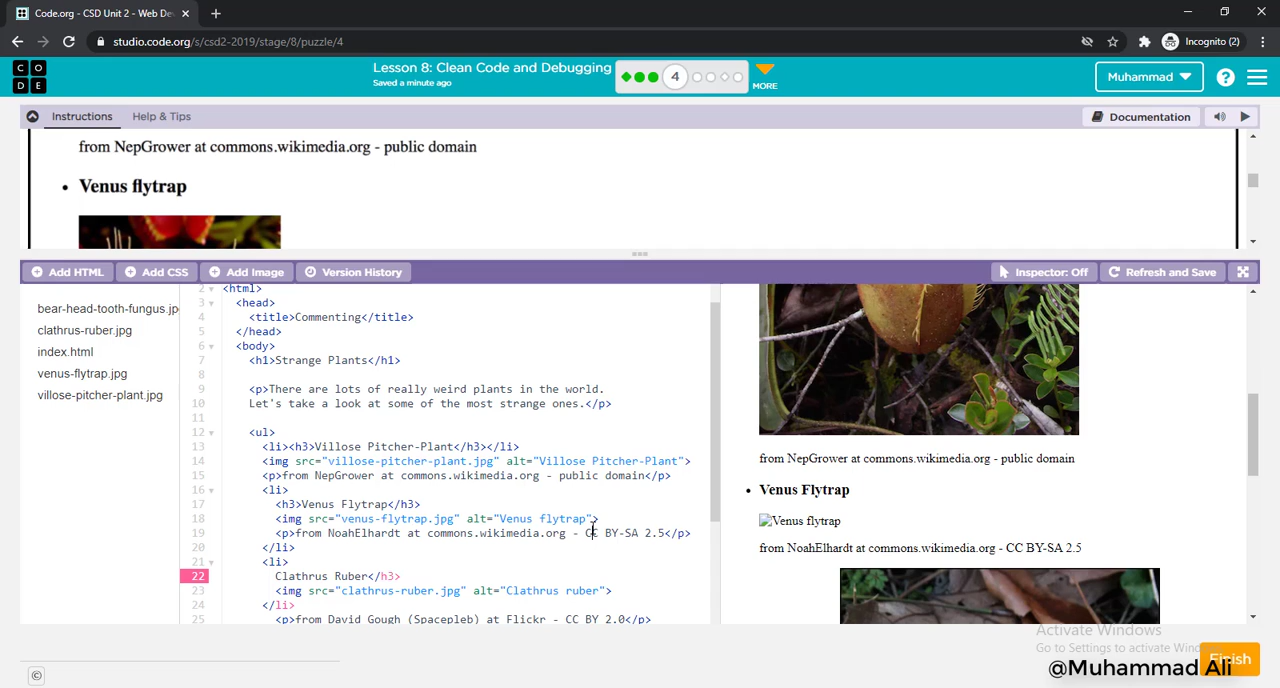 Code.org - CSD Unit 2 - Web De
studio.code.org/s/csd2-2019/stage/8/puzzle/4
Incognito (2)
C O D E
Lesson 8: Clean Code and Debugging
Saved a minute ago
4
MORE
Muhammad
?
Instructions
Help & Tips
Documentation
from NepGrower at commons.wikimedia.org - public domain
• Venus flytrap
Add HTML
Add CSS
Add Image
Version History
Inspector: Off
Refresh and Save
bear-head-tooth-fungus.jp
clathrus-ruber.jpg
index.html
venus-flytrap.jpg
villose-pitcher-plant.jpg
2 <html>
3 <head>
4 <title>Commenting</title>
5 </head>
6 <body>
7 <h1>Strange Plants</h1>
8
9 <p>There are lots of really weird plants in the world.
10 Let's take a look at some of the most strange ones.</p>
11
12 <ul>
13 <li><h3>Villose Pitcher-Plant</h3></li>
14 <img src="villose-pitcher-plant.jpg" alt="Villose Pitcher-Plant">
15 <p>from NepGrower at commons.wikimedia.org - public domain</p>
16 <li>
17 <h3>Venus Flytrap</h3>
18 <img src="venus-flytrap.jpg" alt="Venus flytrap">
19 <p>from NoahElhardt at commons.wikimedia.org - CC BY-SA 2.5</p>
20 </li>
21 <li>
22 Clathrus Ruber</h3>
23 <img src="clathrus-ruber.jpg" alt="Clathrus ruber">
24 </li>
25 <p>from David Gough (Spacepleb) at Flickr - CC BY 2.0</p>
from NepGrower at commons.wikimedia.org - public domain
• Venus Flytrap
Venus flytrap
from NoahElhardt at commons.wikimedia.org - CC BY-SA 2.5
Activate Windows
Go to Settings to activate Wind
Finish
@Muhammad Ali
©